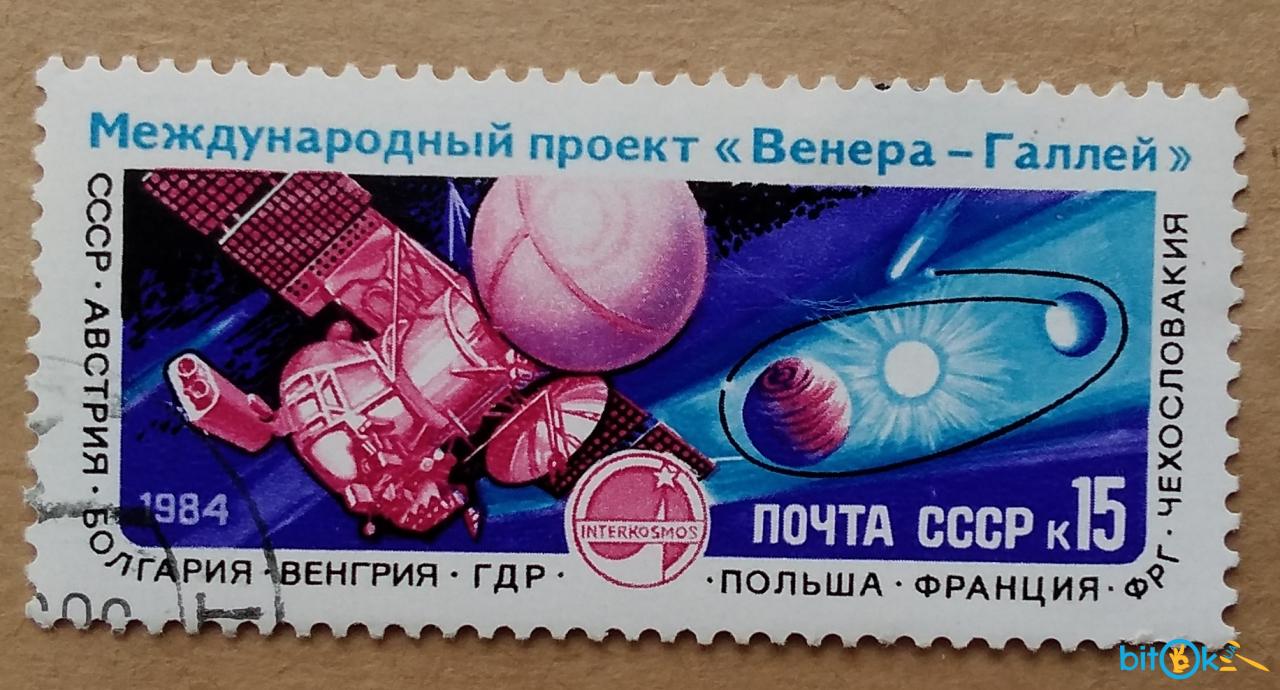 Международный проект «Венера – Галлей»
СССР · АВСТРИЯ · БОЛГАРИЯ · ВЕНГРИЯ · ГДР ·
· ПОЛЬША · ФРАНЦИЯ · ФРГ · ЧЕХОСЛОВАКИЯ
1984
INTERKOSMOS
ПОЧТА СССР к15
bitOk